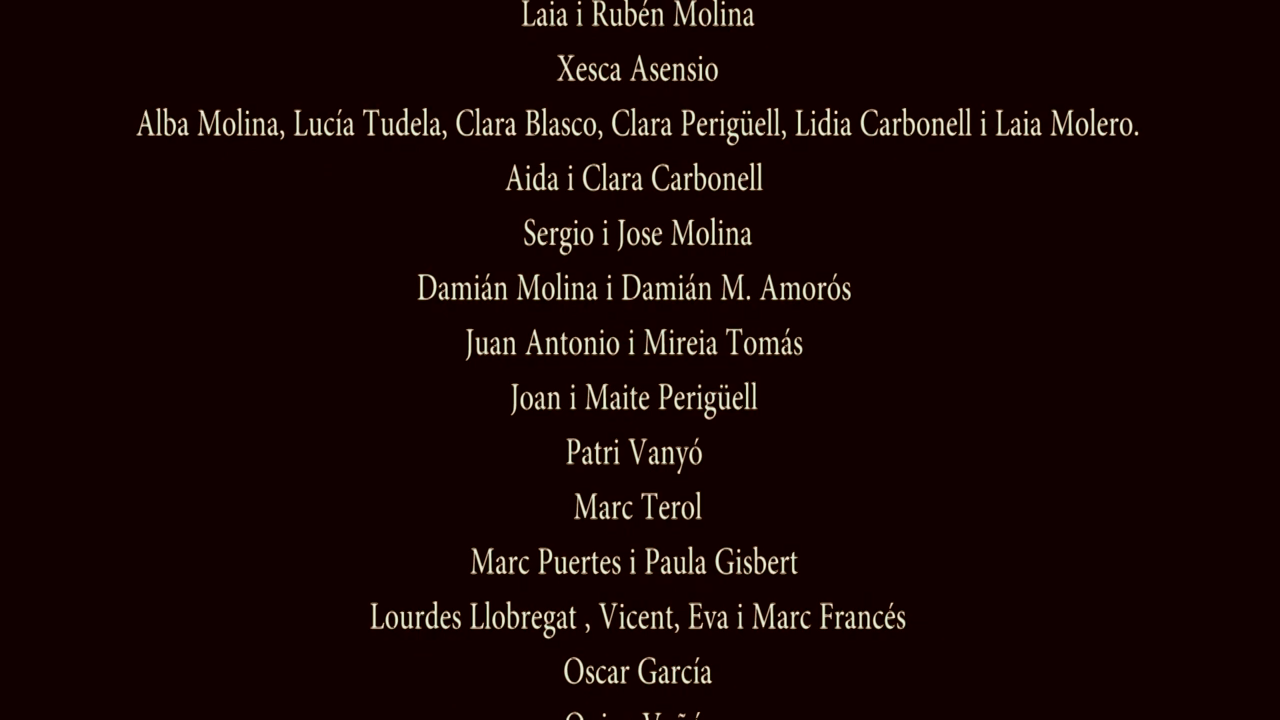 Laia i Rubén Molina
Xesca Asensio
Alba Molina, Lucía Tudela, Clara Blasco, Clara Perigüell, Lidia Carbonell i Laia Molero.
Aida i Clara Carbonell
Sergio i Jose Molina
Damián Molina i Damián M. Amorós
Juan Antonio i Mireia Tomás
Joan i Maite Perigüell
Patri Vanyó
Marc Terol
Marc Puertes i Paula Gisbert
Lourdes Llobregat , Vicent, Eva i Marc Francés
Oscar García